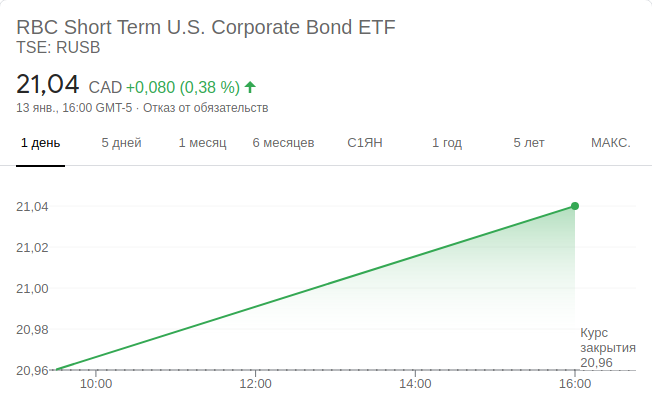 RBC Short Term U.S. Corporate Bond ETF
TSE: RUSB
21,04 CAD +0,080 (0,38 %)
13 янв., 16:00 GMT-5 · Отказ от обязательств
1 день 5 дней 1 месяц 6 месяцев С1ЯН 1 год 5 лет МАКС.
21,04
21,02
21,00
20,98
20,96
Курс
закрытия
20,96
10:00 12:00 14:00 16:00